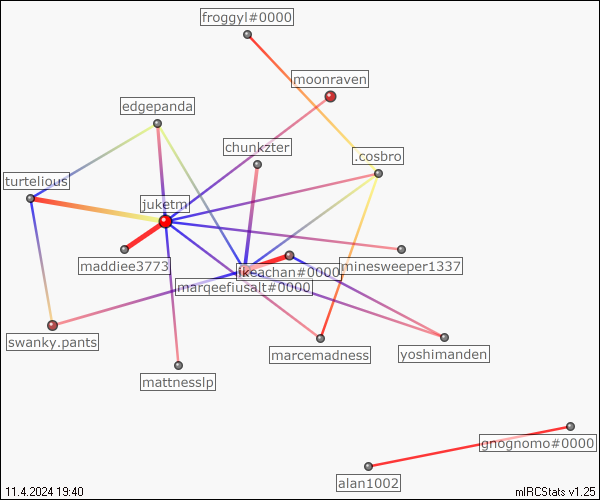 froggyl#0000
moonraven
edgepanda
chunkzter
.cosbro
turtelious
juketm
maddiee3773
ikeachan#0000
minesweeper1337
marqeefiusalt#0000
swanky.pants
marcemadness
yoshimanden
mattnesslp
gnognomo#0000
alan1002
11.4.2024 19:40
mIRCStats v1.25